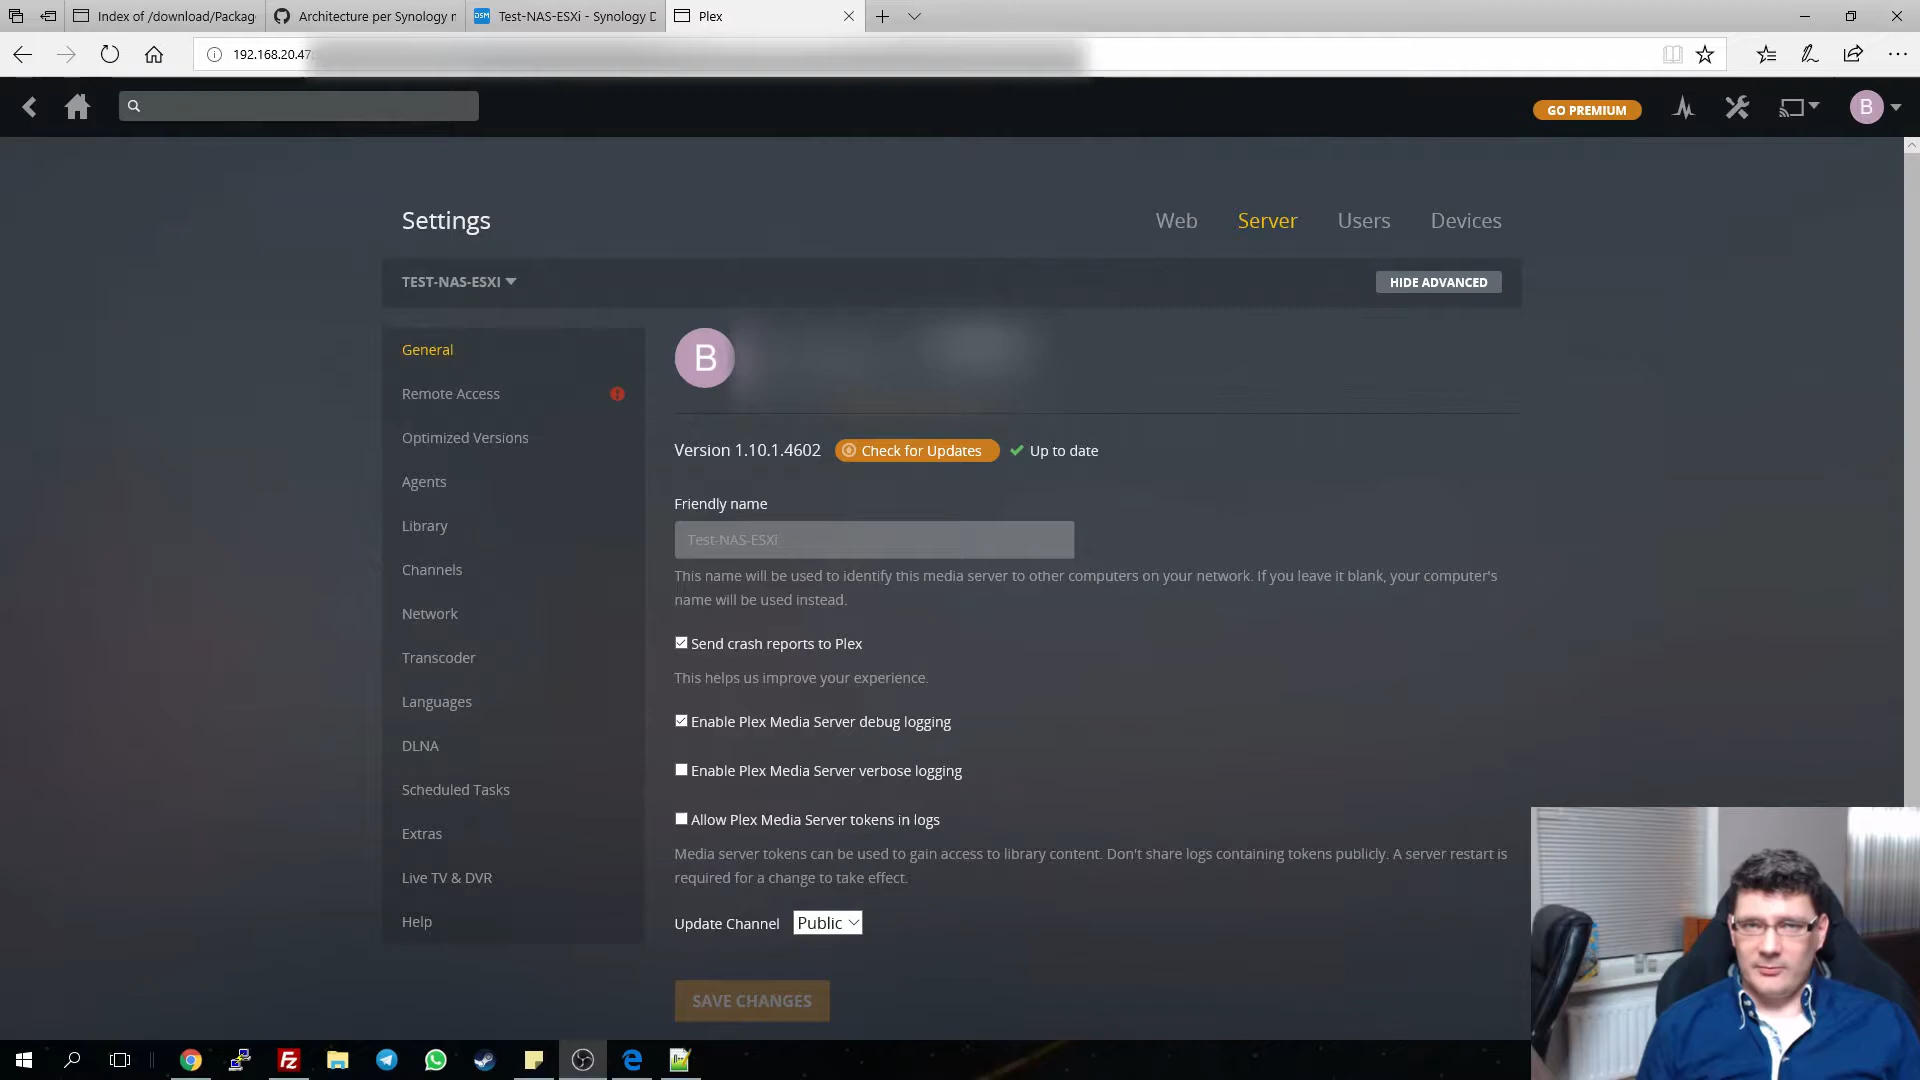 Index of /download/Packag
Architecture per Synology
Test-NAS-ESXi - Synology D
Plex
192.168.20.47
GO PREMIUM
B
Settings
Web
Server
Users
Devices
TEST-NAS-ESXI
HIDE ADVANCED
General
Remote Access
Optimized Versions
Agents
Library
Channels
Network
Transcoder
Languages
DLNA
Scheduled Tasks
Extras
Live TV & DVR
Help
B
Version 1.10.1.4602
Check for Updates
Up to date
Friendly name
Test-NAS-ESXi
This name will be used to identify this media server to other computers on your network. If you leave it blank, your computer's
name will be used instead.
Send crash reports to Plex
This helps us improve your experience.
Enable Plex Media Server debug logging
Enable Plex Media Server verbose logging
Allow Plex Media Server tokens in logs
Media server tokens can be used to gain access to library content. Don't share logs containing tokens publicly. A server restart is
required for a change to take effect.
Update Channel
Public
SAVE CHANGES